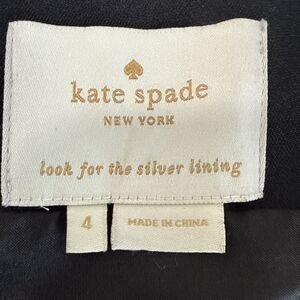 kate spade
NEW YORK
look for the silver lining
4
MADE IN CHINA